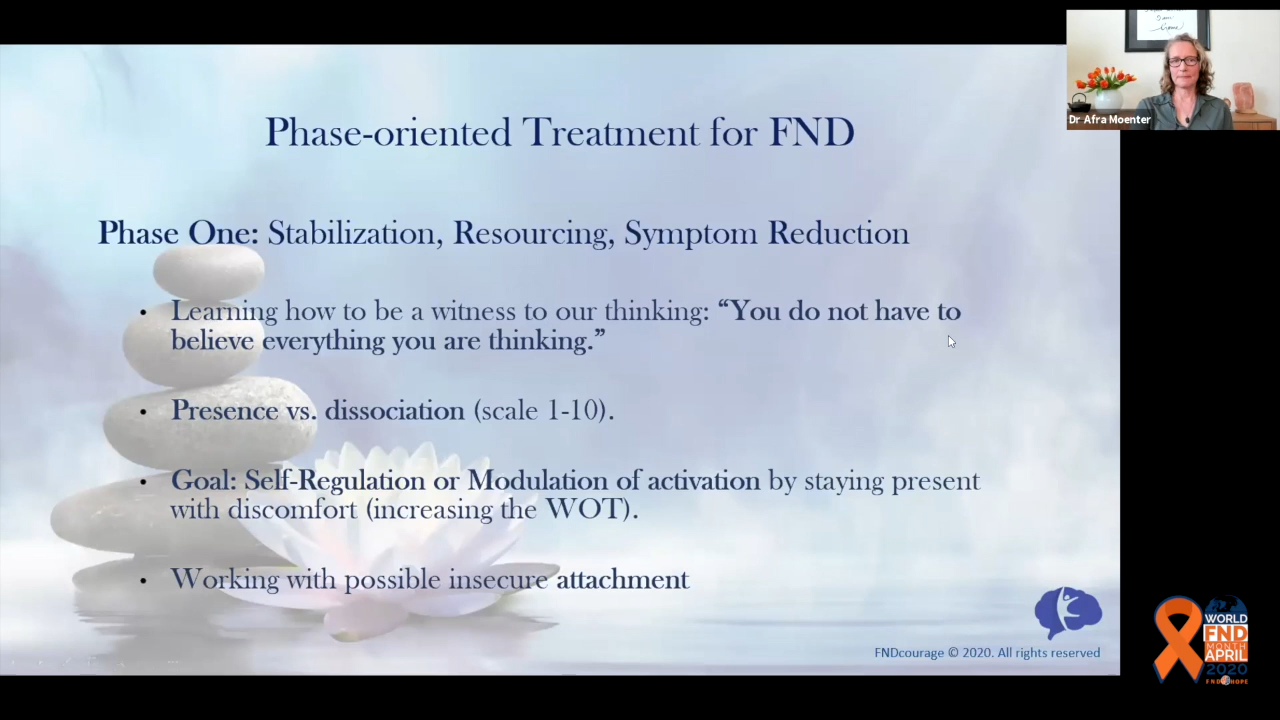 Dr Afra Moenter
Phase-oriented Treatment for FND
Phase One: Stabilization, Resourcing, Symptom Reduction
• Learning how to be a witness to our thinking: “You do not have to
believe everything you are thinking.”
• Presence vs. dissociation (scale 1-10).
• Goal: Self-Regulation or Modulation of activation by staying present
with discomfort (increasing the WOT).
• Working with possible insecure attachment
FNDcourage © 2020. All rights reserved
WORLD
FND
MONTH
APRIL
2020
FND HOPE